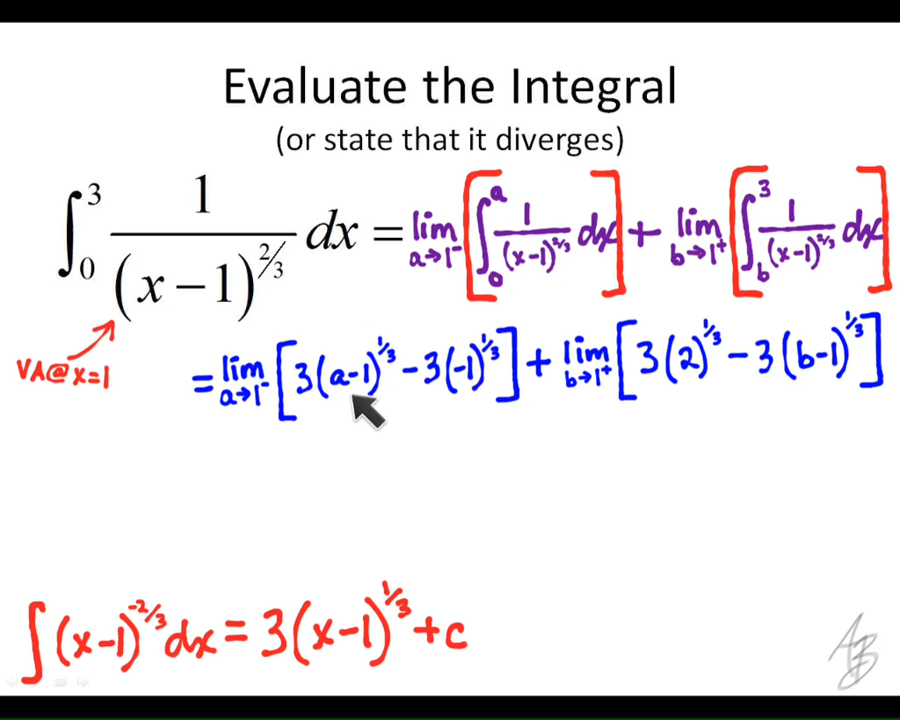 Evaluate the Integral
(or state that it diverges)
∫₀³ 1/(x−1)^(2/3) dx = lim a→1⁻ [∫₀ᵃ 1/(x−1)^(2/3) dx] + lim b→1⁺ [∫_b³ 1/(x−1)^(2/3) dx]
VA@x=1
= lim a→1⁻ [3(a−1)^(1/3) − 3(−1)^(1/3)] + lim b→1⁺ [3(2)^(1/3) − 3(b−1)^(1/3)]
∫(x−1)^(−2/3) dx = 3(x−1)^(1/3) + c